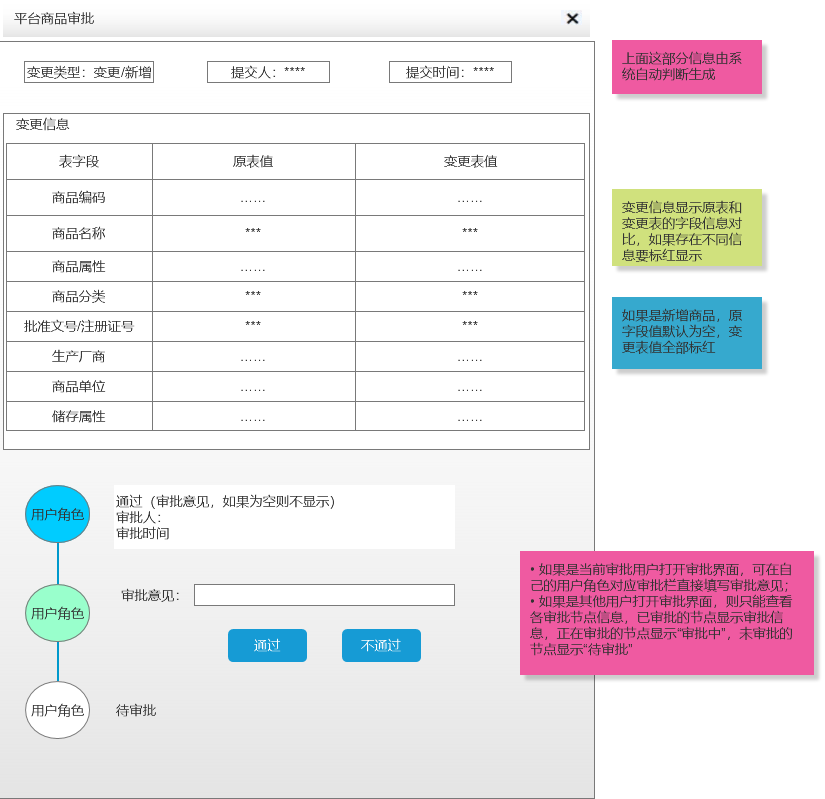 平台商品审批
变更类型：变更/新增
提交人：****
提交时间：****
上面这部分信息由系
统自动判断生成
变更信息
表字段 原表值 变更表值
商品编码 …… ……
商品名称 *** ***
商品属性 …… ……
商品分类 *** ***
批准文号/注册证号 *** ***
生产厂商 …… ……
商品单位 …… ……
储存属性 …… ……
变更信息显示原表和
变更表的字段信息对
比，如果存在不同信
息要标红显示
如果是新增商品，原
字段值默认为空，变
更表值全部标红
用户角色
通过（审批意见，如果为空则不显示）
审批人：
审批时间
用户角色
审批意见：
通过
不通过
• 如果是当前审批用户打开审批界面，可在自
己的用户角色对应审批栏直接填写审批意见；
• 如果是其他用户打开审批界面，则只能查看
各审批节点信息，已审批的节点显示审批信
息，正在审批的节点显示“审批中”，未审批的
节点显示“待审批”
用户角色
待审批